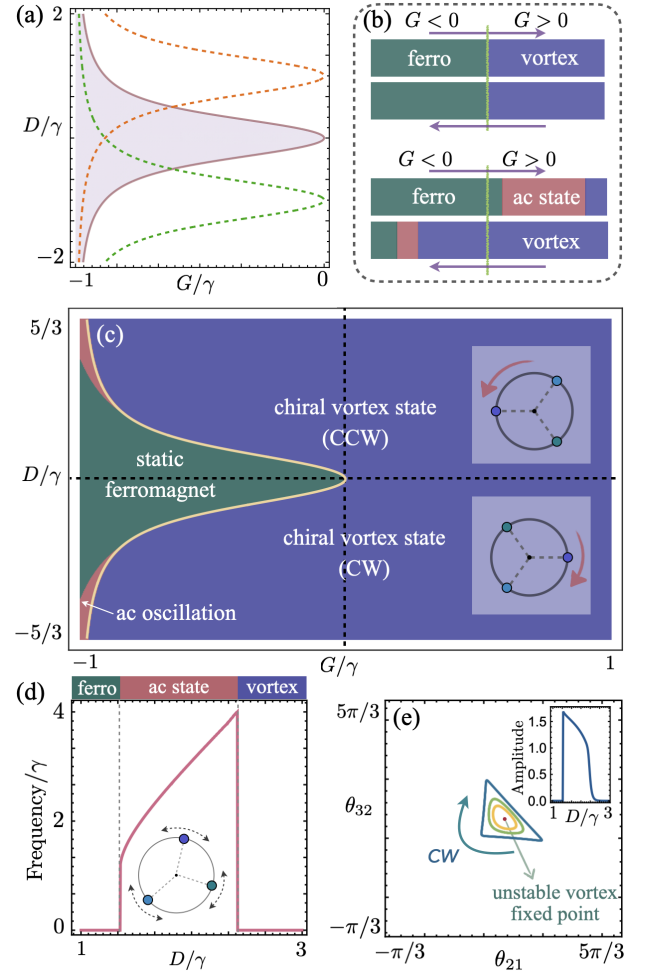 (a)
2
D/γ
−2
−1
G/γ
0
(b)
G < 0 G > 0
ferro vortex
G < 0 G > 0
ferro ac state
vortex
5/3
(c)
chiral vortex state
(CCW)
static
ferromagnet
D/γ
chiral vortex state
(CW)
ac oscillation
−5/3
−1
G/γ
1
(d)
ferro ac state vortex
4
2
0
Frequency/γ
1
D/γ
3
(e)
5π/3
θ32
−π/3
CW
unstable vortex
fixed point
Amplitude
1.5
1.0
0.5
0.0
1 D/γ 3
−π/3
θ21
5π/3